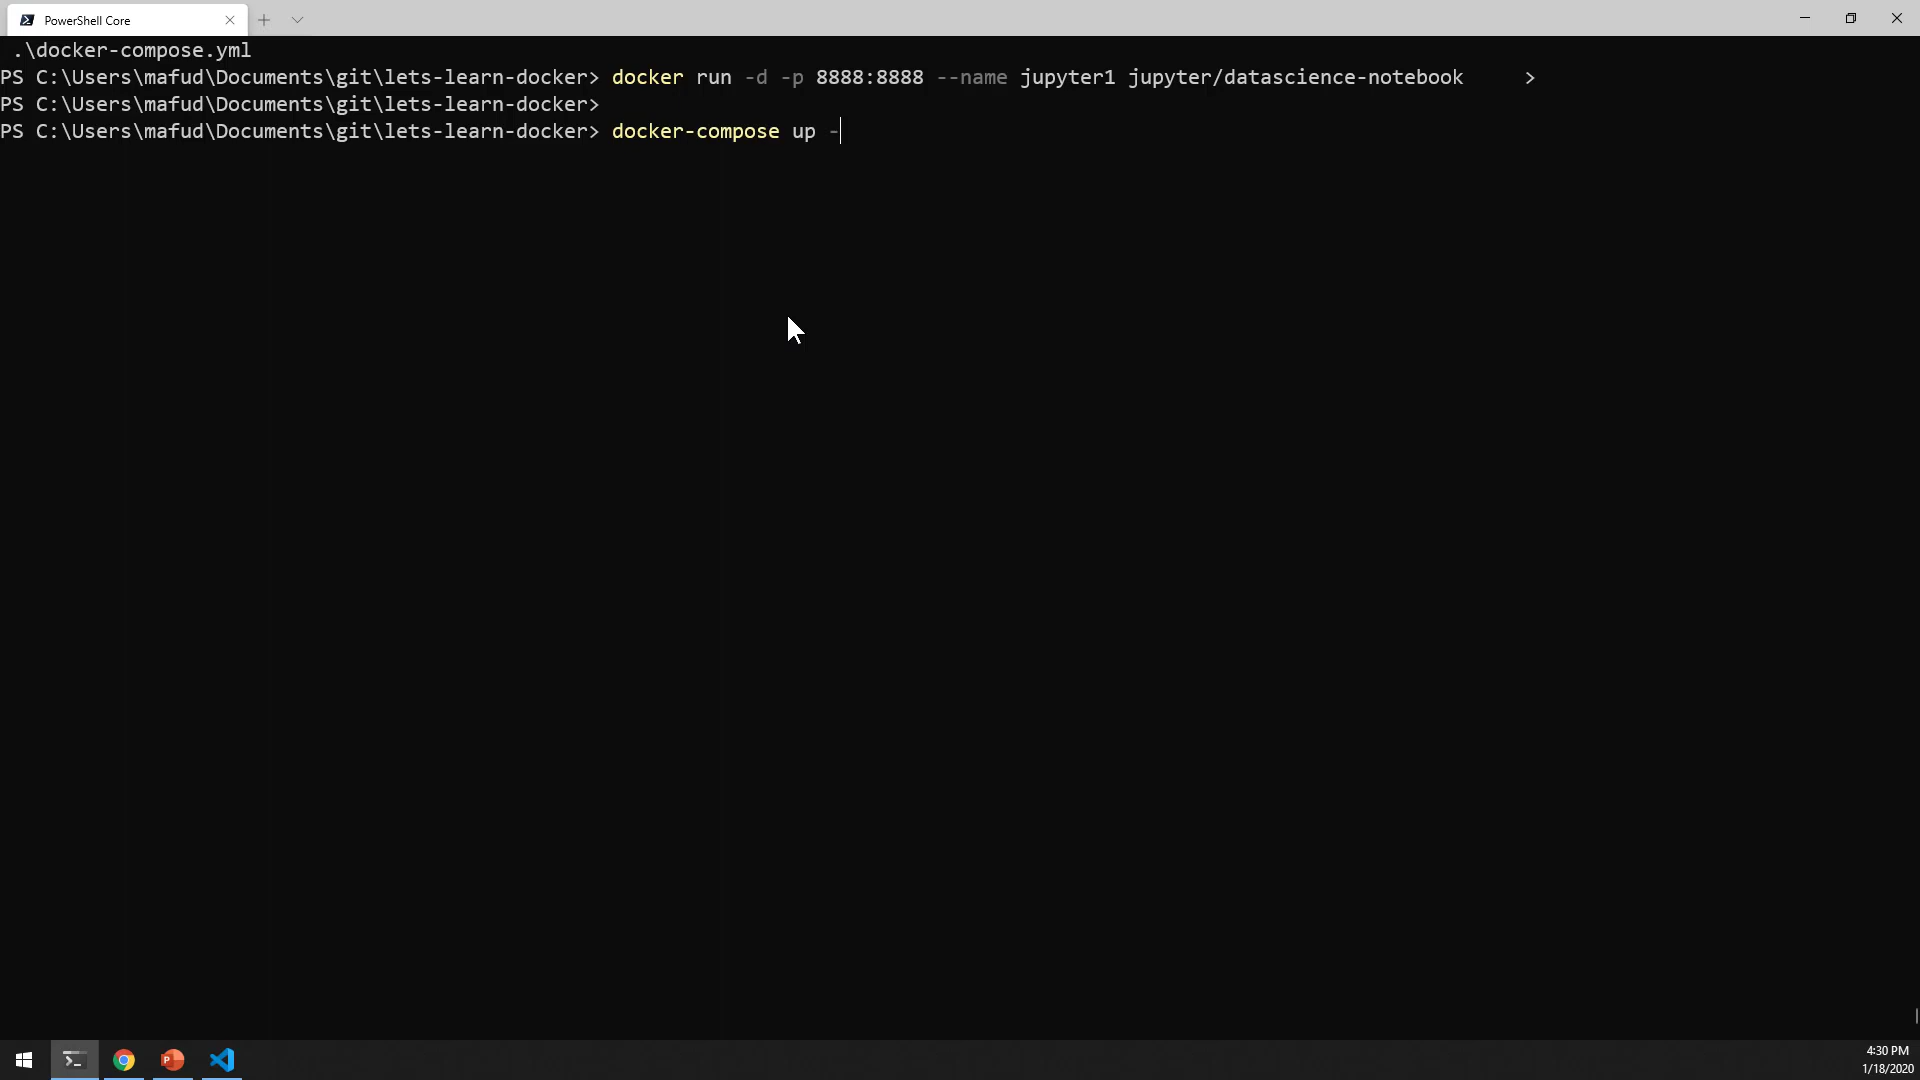 PowerShell Core
.\docker-compose.yml
PS C:\Users\mafud\Documents\git\lets-learn-docker> docker run -d -p 8888:8888 --name jupyter1 jupyter/datascience-notebook >
PS C:\Users\mafud\Documents\git\lets-learn-docker>
PS C:\Users\mafud\Documents\git\lets-learn-docker> docker-compose up -
4:30 PM
1/18/2020